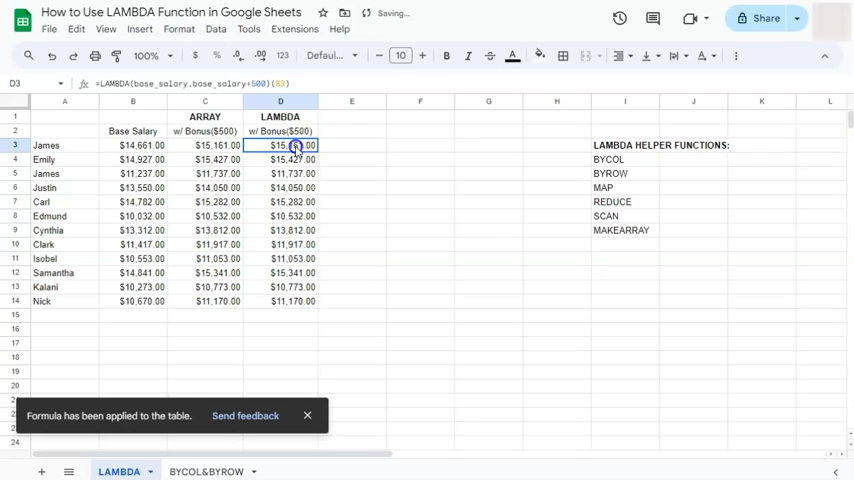 How to Use LAMBDA Function in Google Sheets Saving...
File Edit View Insert Format Data Tools Extensions Help
Share
100% $ % .0 .00 123 Defaul... 10 B I A
D3 fx =LAMBDA(base_salary,base_salary+500)(B3)
A B C D E F G H I J K L
1 ARRAY LAMBDA
2 Base Salary w/ Bonus($500) w/ Bonus($500)
3 James $14,661.00 $15,161.00 LAMBDA HELPER FUNCTIONS:
4 Emily $14,927.00 $15,427.00 $15,427.00 BYCOL
5 James $11,237.00 $11,737.00 $11,737.00 BYROW
6 Justin $13,550.00 $14,050.00 $14,050.00 MAP
7 Carl $14,782.00 $15,282.00 $15,282.00 REDUCE
8 Edmund $10,032.00 $10,532.00 $10,532.00 SCAN
9 Cynthia $13,312.00 $13,812.00 $13,812.00 MAKEARRAY
10 Clark $11,417.00 $11,917.00 $11,917.00
11 Isobel $10,553.00 $11,053.00 $11,053.00
12 Samantha $14,841.00 $15,341.00 $15,341.00
13 Kalani $10,273.00 $10,773.00 $10,773.00
14 Nick $10,670.00 $11,170.00 $11,170.00
15
16
17
18
19
20
21
Formula has been applied to the table. Send feedback
24
LAMBDA BYCOL&BYROW